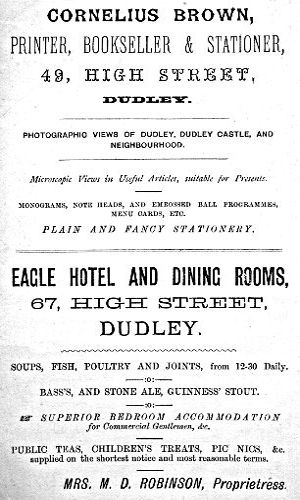 CORNELIUS BROWN,
PRINTER, BOOKSELLER & STATIONER,
49, HIGH STREET,
DUDLEY.
PHOTOGRAPHIC VIEWS OF DUDLEY, DUDLEY CASTLE, AND
NEIGHBOURHOOD.
Microscopic Views in Useful Articles, suitable for Presents.
MONOGRAMS, NOTE HEADS, AND EMBOSSED BALL PROGRAMMES,
MENU CARDS, ETC.
PLAIN AND FANCY STATIONERY.
EAGLE HOTEL AND DINING ROOMS,
67, HIGH STREET,
DUDLEY.
SOUPS, FISH, POULTRY AND JOINTS, from 12-30 Daily.
:o:
BASS'S, AND STONE ALE, GUINNESS' STOUT.
:o:
☞ SUPERIOR BEDROOM ACCOMMODATION
for Commercial Gentlemen, &c.
PUBLIC TEAS, CHILDREN'S TREATS, PIC NICS, &c.
supplied on the shortest notice and most reasonable terms.
MRS. M. D. ROBINSON, Proprietress.